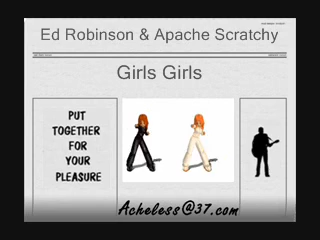 Ed Robinson & Apache Scratchy
Girls Girls
PUT
TOGETHER
FOR
YOUR
PLEASURE
Acheless@37.com